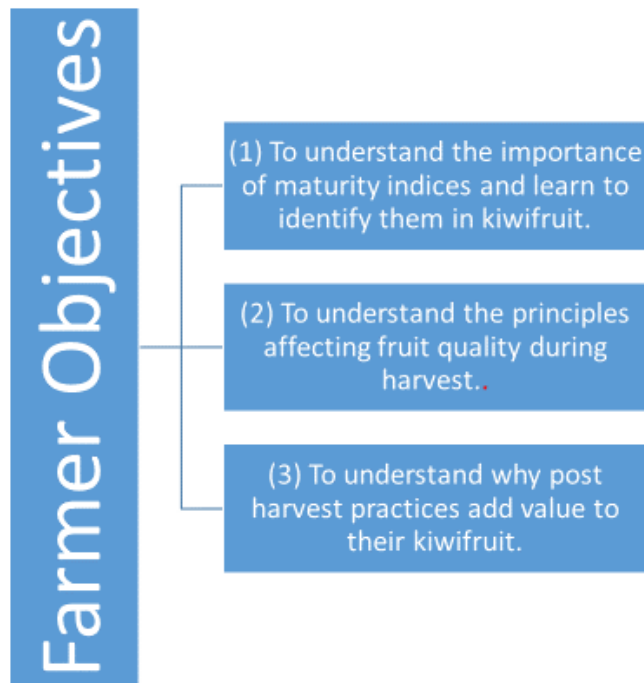 Farmer Objectives
(1) To understand the importance
of maturity indices and learn to
identify them in kiwifruit.
(2) To understand the principles
affecting fruit quality during
harvest..
(3) To understand why post
harvest practices add value to
their kiwifruit.